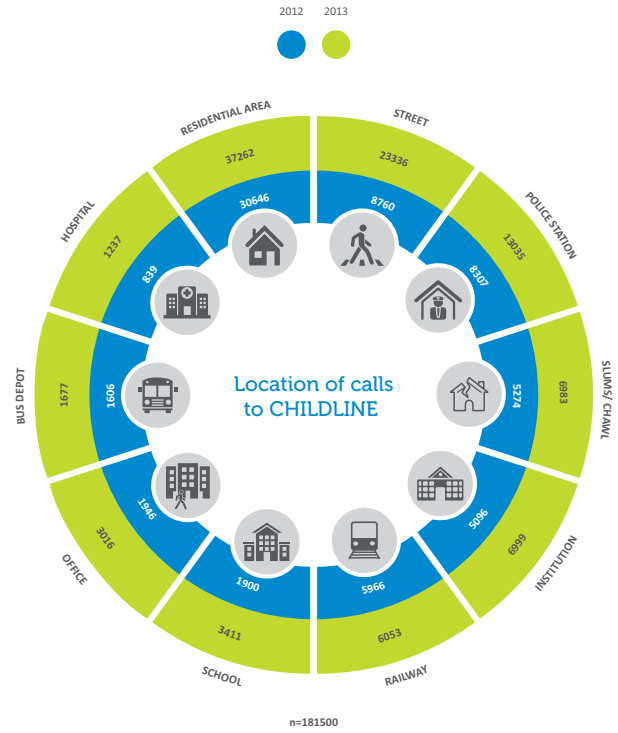 2012 2013
RESIDENTIAL AREA
STREET
37262
23336
30646
8760
HOSPITAL
POLICE STATION
1237
13035
839
8307
BUS DEPOT
1677
1606
Location of calls
to CHILDLINE
5274
6983
SLUMS/ CHAWL
OFFICE
3016
1946
5096
6999
INSTITUTION
1900
5966
3411
6053
SCHOOL
RAILWAY
n=181500